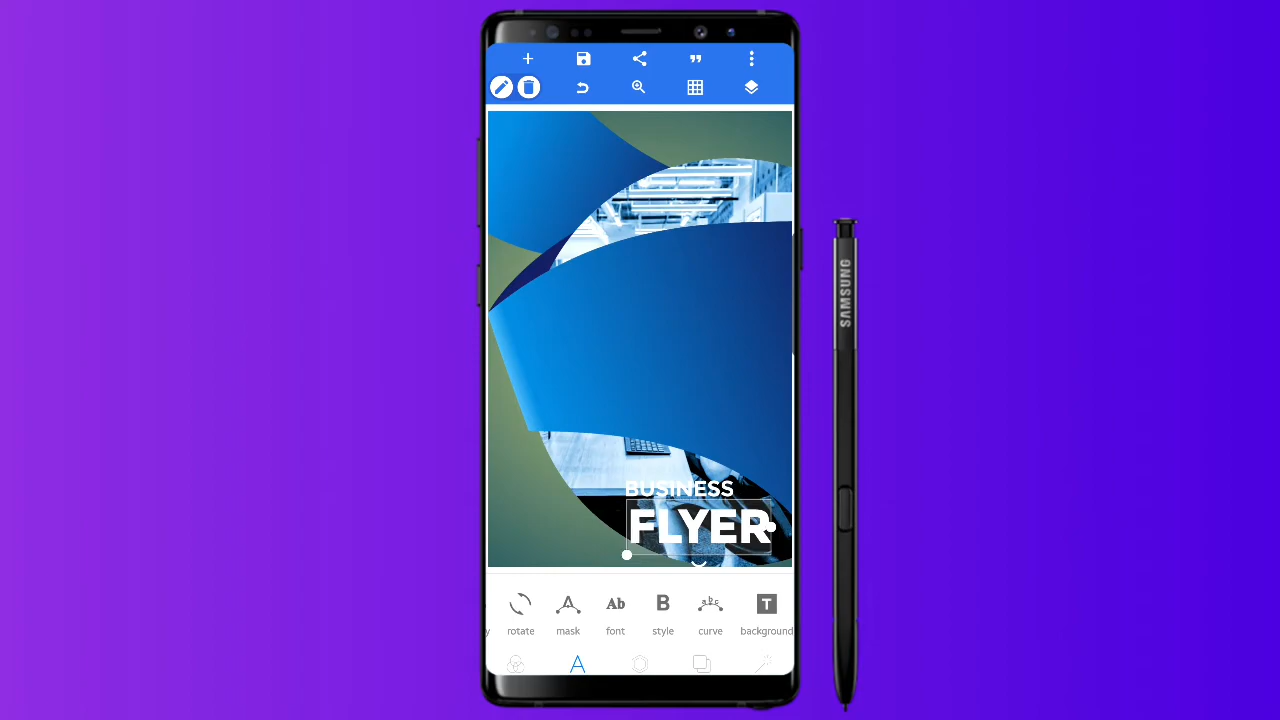 BUSINESS
FLYER
y
rotate
mask
Ab
font
B
style
abc
curve
T
background
A
SAMSUNG